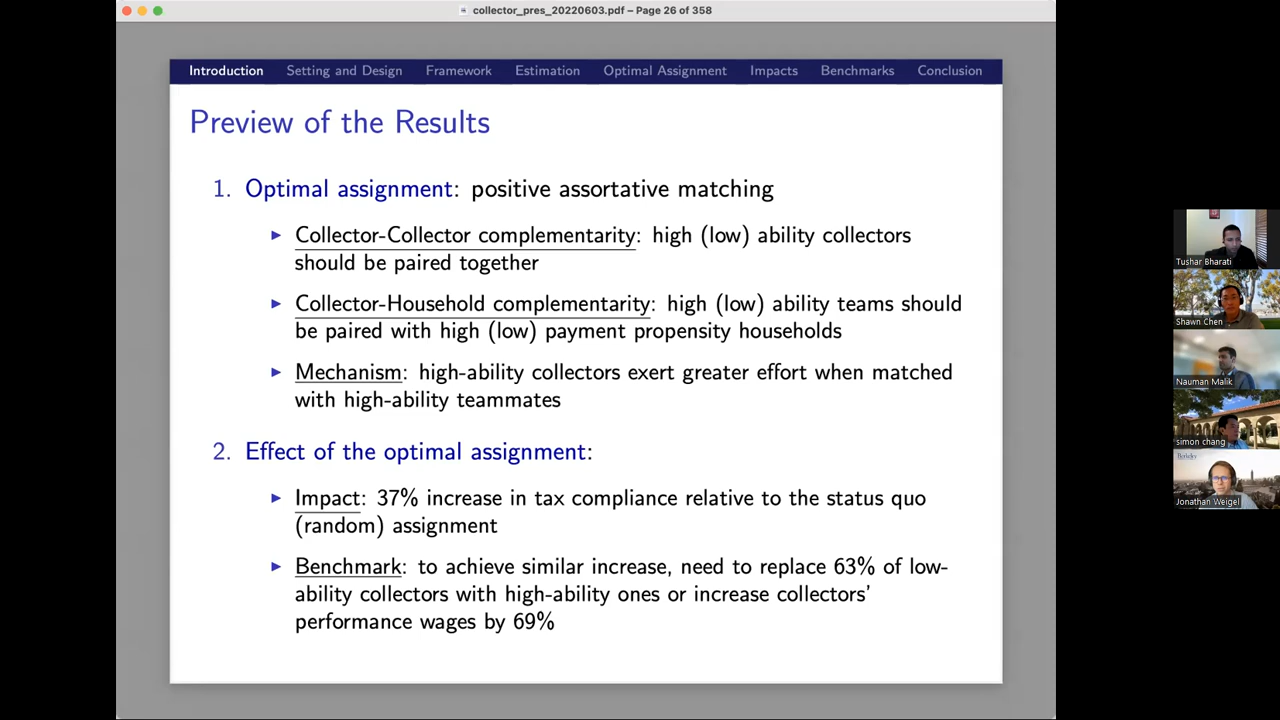 collector_pres_20220603.pdf – Page 26 of 358
Introduction Setting and Design Framework Estimation Optimal Assignment Impacts Benchmarks Conclusion
Preview of the Results
1. Optimal assignment: positive assortative matching
▶ Collector-Collector complementarity: high (low) ability collectors
should be paired together
▶ Collector-Household complementarity: high (low) ability teams should
be paired with high (low) payment propensity households
▶ Mechanism: high-ability collectors exert greater effort when matched
with high-ability teammates
2. Effect of the optimal assignment:
▶ Impact: 37% increase in tax compliance relative to the status quo
(random) assignment
▶ Benchmark: to achieve similar increase, need to replace 63% of low-
ability collectors with high-ability ones or increase collectors'
performance wages by 69%
Tushar Bharati
Shawn Chen
Nauman Malik
simon chang
Berkeley
Jonathan Weigel